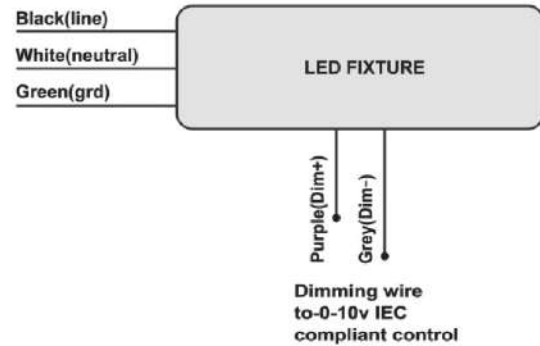 Black(line)
White(neutral)
Green(grd)
LED FIXTURE
Purple(Dim+)
Grey(Dim-)
Dimming wire
to-0-10v IEC
compliant control